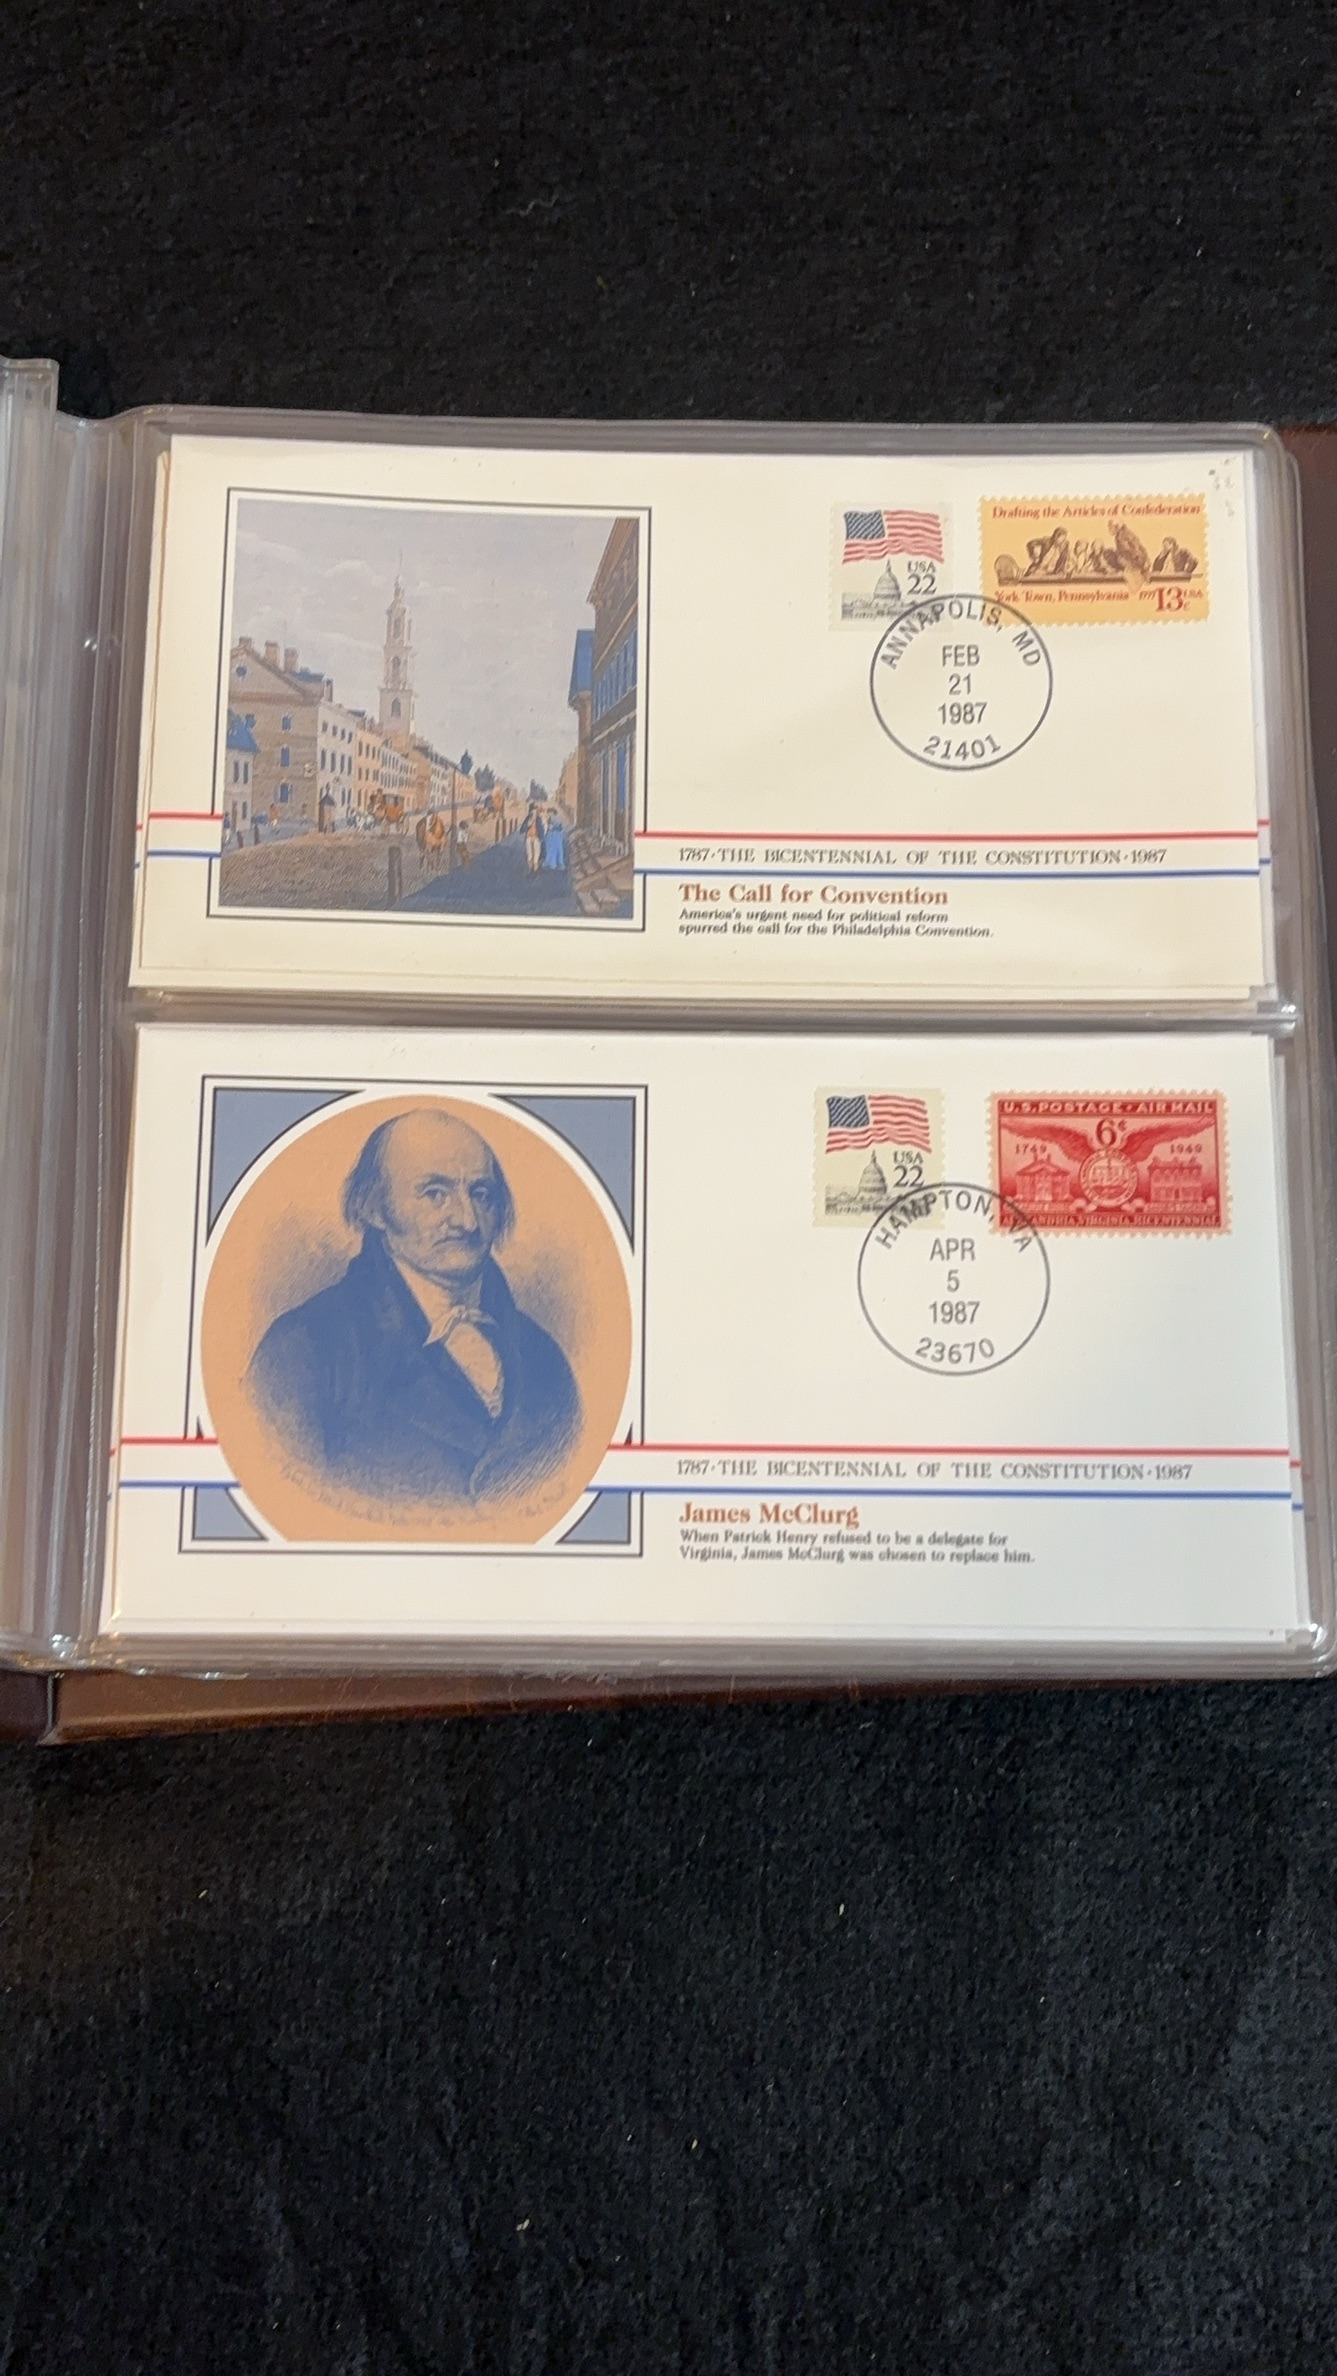 Drafting the Articles of Confederation
USA
22
York Town, Pennsylvania 1777 13c USA
ANNAPOLIS, MD
FEB
21
1987
21401
1787·THE BICENTENNIAL OF THE CONSTITUTION·1987
The Call for Convention
America's urgent need for political reform
spurred the call for the Philadelphia Convention.
U.S. POSTAGE · AIR MAIL
6¢
1749 1949
USA
22
ALEXANDRIA, VIRGINIA BICENTENNIAL
HAMPTON, VA
APR
5
1987
23670
1787·THE BICENTENNIAL OF THE CONSTITUTION·1987
James McClurg
When Patrick Henry refused to be a delegate for
Virginia, James McClurg was chosen to replace him.